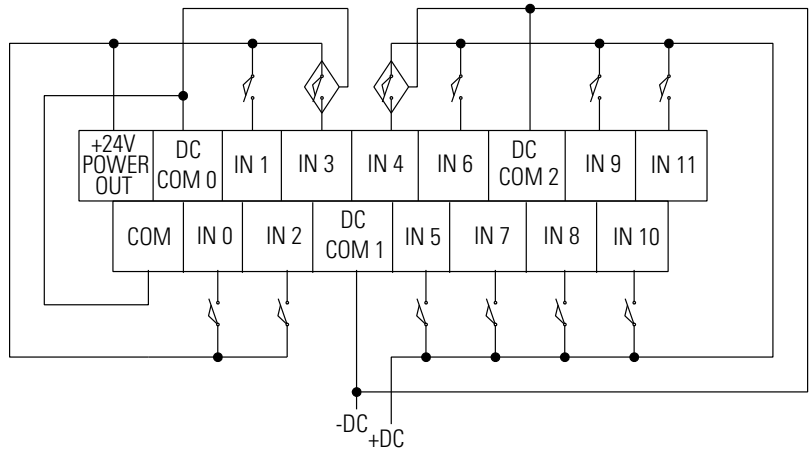 +24V
POWER
OUT
DC
COM 0
IN 1
IN 3
IN 4
IN 6
DC
COM 2
IN 9
IN 11
COM
IN 0
IN 2
DC
COM 1
IN 5
IN 7
IN 8
IN 10
-DC
+DC